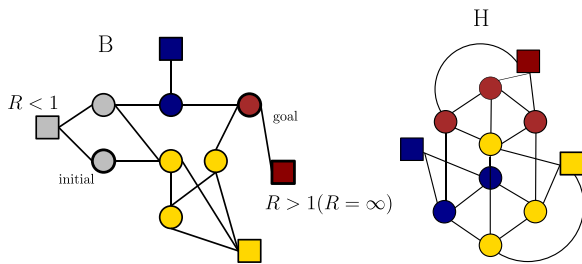 B
H
R < 1
goal
initial
R > 1(R = ∞)